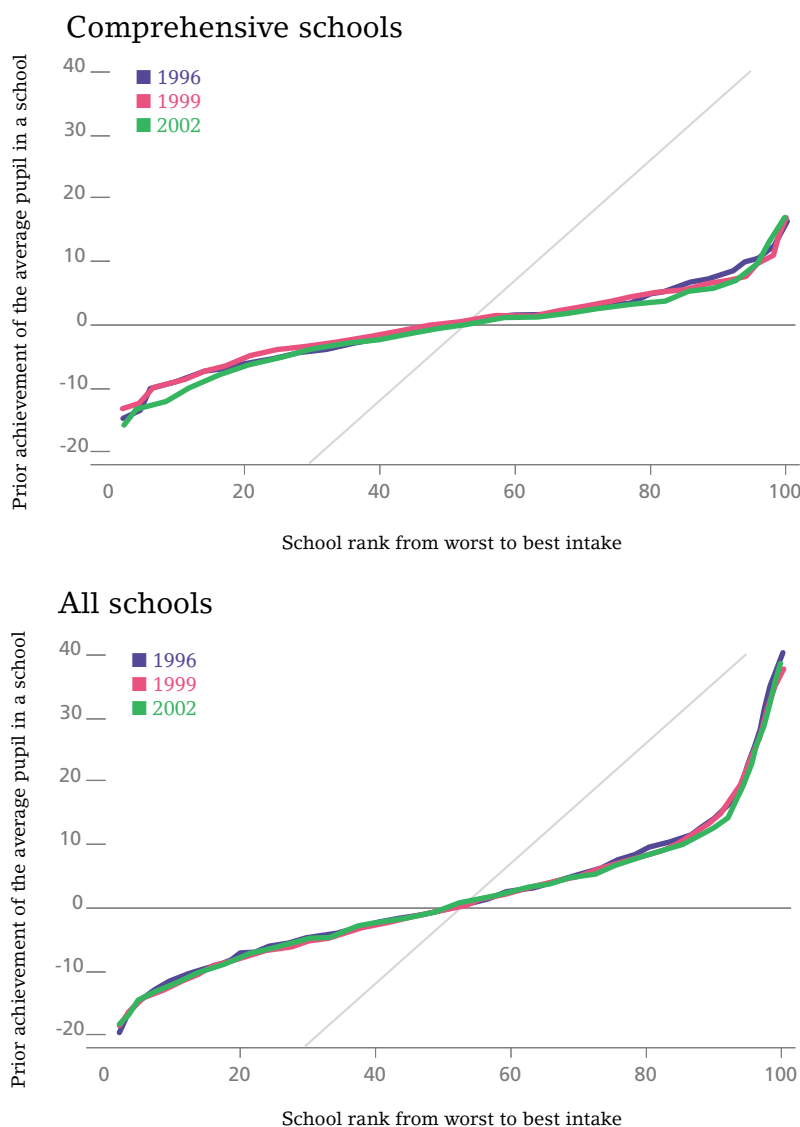 Comprehensive schools
Prior achievement of the average pupil in a school
40
30
20
10
0
-10
-20
1996
1999
2002
0 20 40 60 80 100
School rank from worst to best intake
All schools
Prior achievement of the average pupil in a school
40
30
20
10
0
-10
-20
1996
1999
2002
0 20 40 60 80 100
School rank from worst to best intake